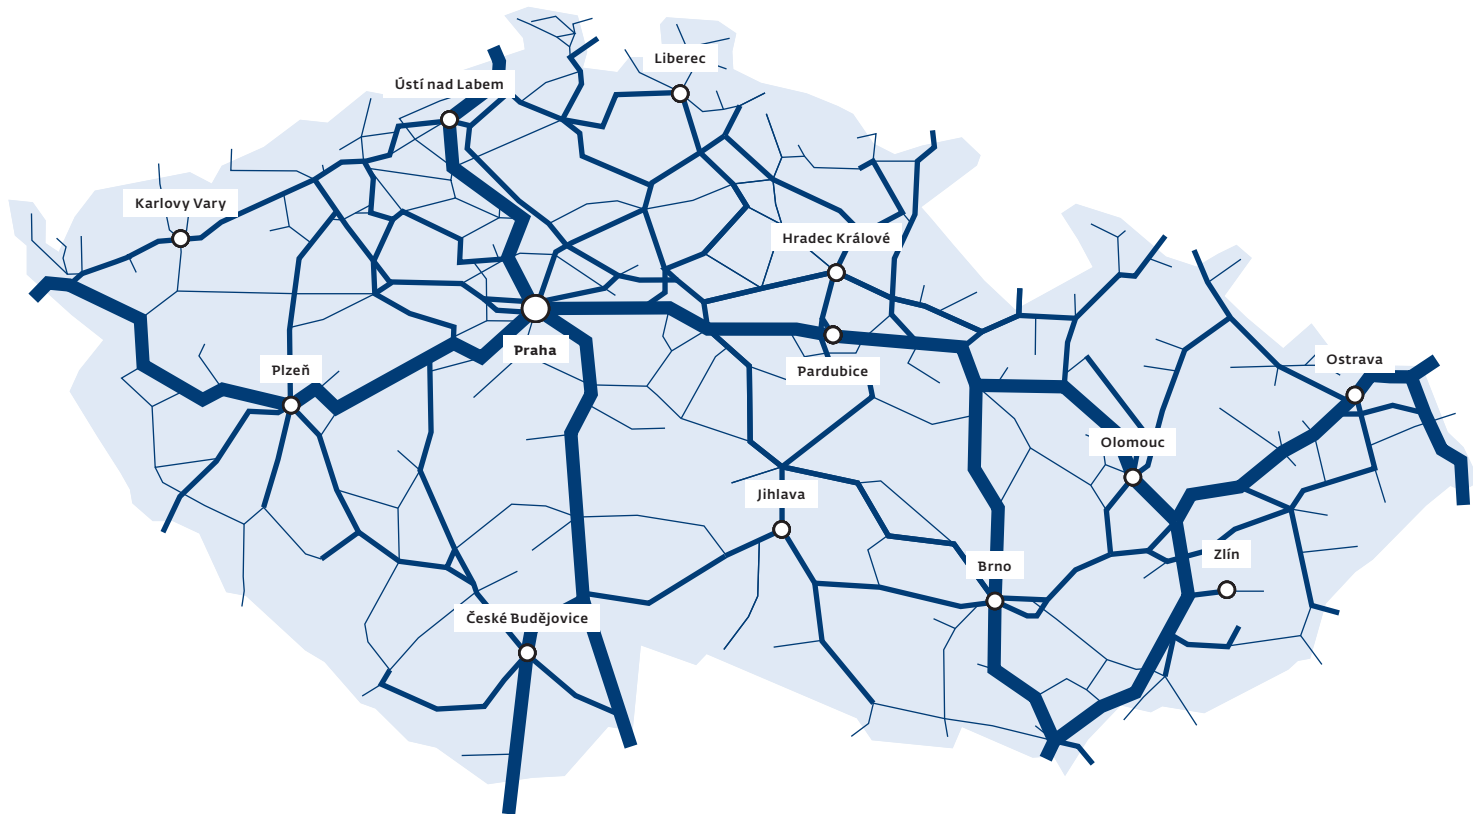 Liberec
Ústí nad Labem
Karlovy Vary
Hradec Králové
Praha
Ostrava
Plzeň
Pardubice
Olomouc
Jihlava
Zlín
Brno
České Budějovice